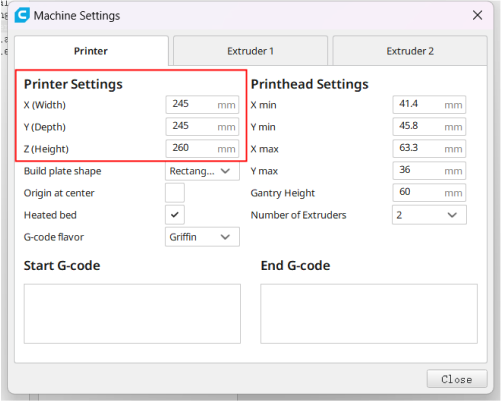 Machine Settings
Printer
Extruder 1
Extruder 2
Printer Settings
X (Width)
245 mm
Y (Depth)
245 mm
Z (Height)
260 mm
Build plate shape
Rectang...
Origin at center
Heated bed
G-code flavor
Griffin
Printhead Settings
X min
41.4 mm
Y min
45.8 mm
X max
63.3 mm
Y max
36 mm
Gantry Height
60 mm
Number of Extruders
2
Start G-code
End G-code
Close